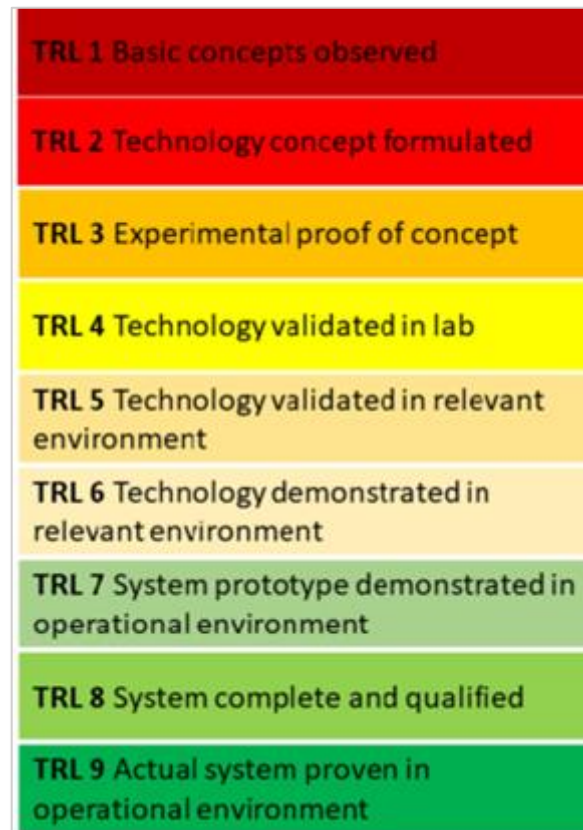 TRL 1 Basic concepts observed
TRL 2 Technology concept formulated
TRL 3 Experimental proof of concept
TRL 4 Technology validated in lab
TRL 5 Technology validated in relevant
environment
TRL 6 Technology demonstrated in
relevant environment
TRL 7 System prototype demonstrated in
operational environment
TRL 8 System complete and qualified
TRL 9 Actual system proven in
operational environment